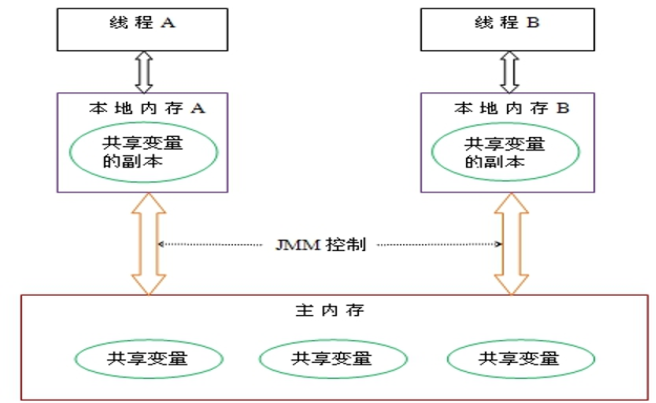 线程 A
线程 B
本地内存 A
本地内存 B
共享变量
的副本
共享变量
的副本
JMM 控制
主内存
共享变量
共享变量
共享变量